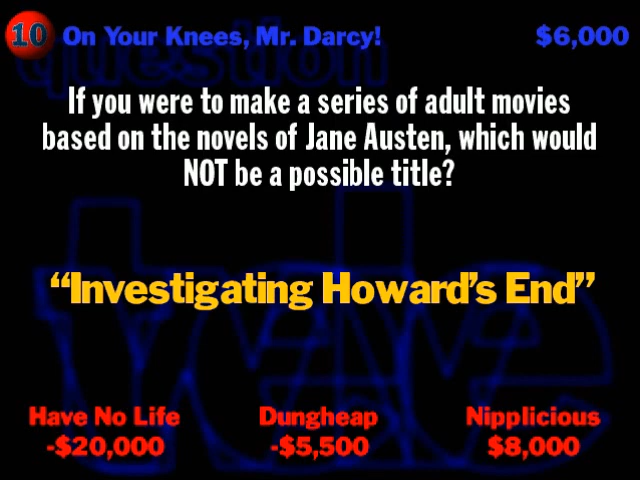 10 On Your Knees, Mr. Darcy! $6,000
question
If you were to make a series of adult movies
based on the novels of Jane Austen, which would
NOT be a possible title?
“Investigating Howard's End”
Have No Life Dungheap Nipplicious
-$20,000 -$5,500 $8,000